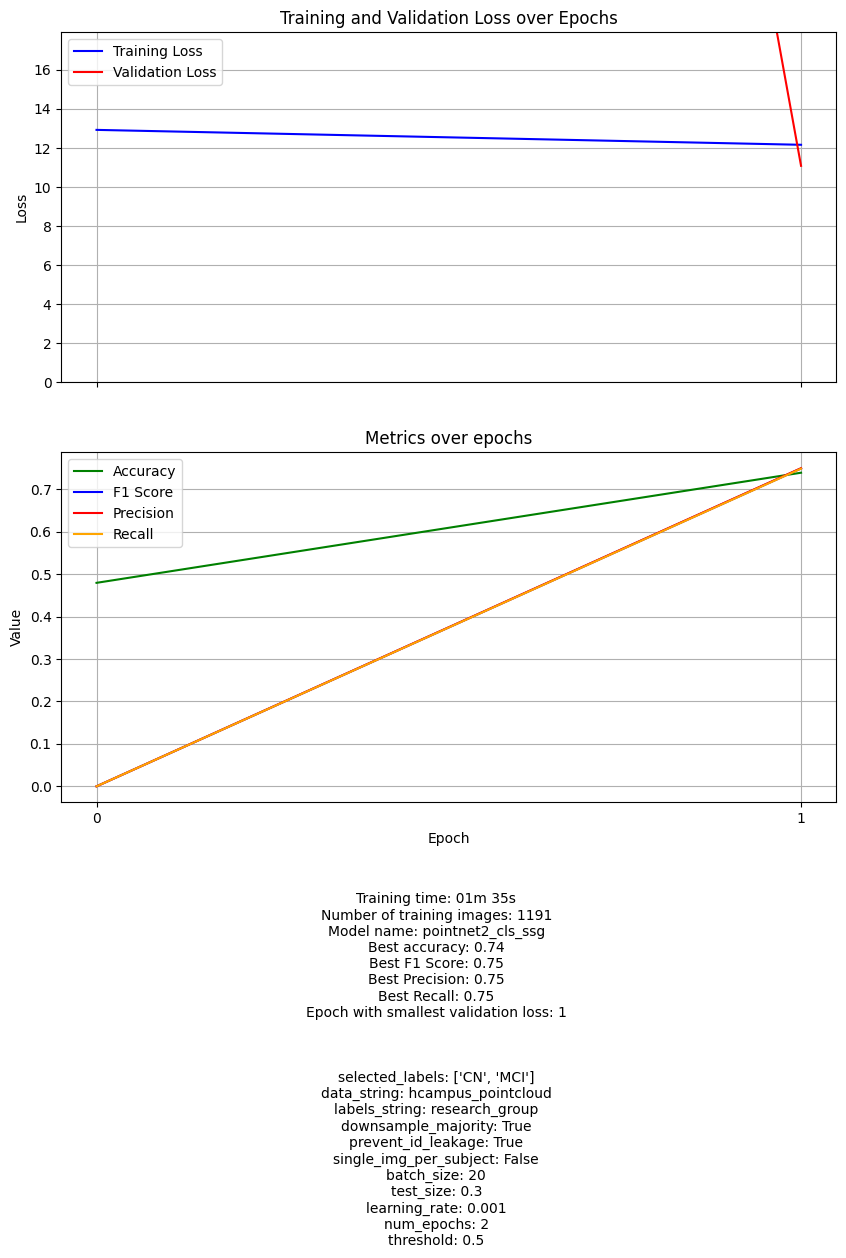 Training and Validation Loss over Epochs
Training Loss
Validation Loss
16
14
12
10
8
6
4
2
0
Loss
Metrics over epochs
Accuracy
F1 Score
Precision
Recall
0.7
0.6
0.5
0.4
0.3
0.2
0.1
0.0
Value
0 1
Epoch
Training time: 01m 35s
Number of training images: 1191
Model name: pointnet2_cls_ssg
Best accuracy: 0.74
Best F1 Score: 0.75
Best Precision: 0.75
Best Recall: 0.75
Epoch with smallest validation loss: 1
selected_labels: ['CN', 'MCI']
data_string: hcampus_pointcloud
labels_string: research_group
downsample_majority: True
prevent_id_leakage: True
single_img_per_subject: False
batch_size: 20
test_size: 0.3
learning_rate: 0.001
num_epochs: 2
threshold: 0.5